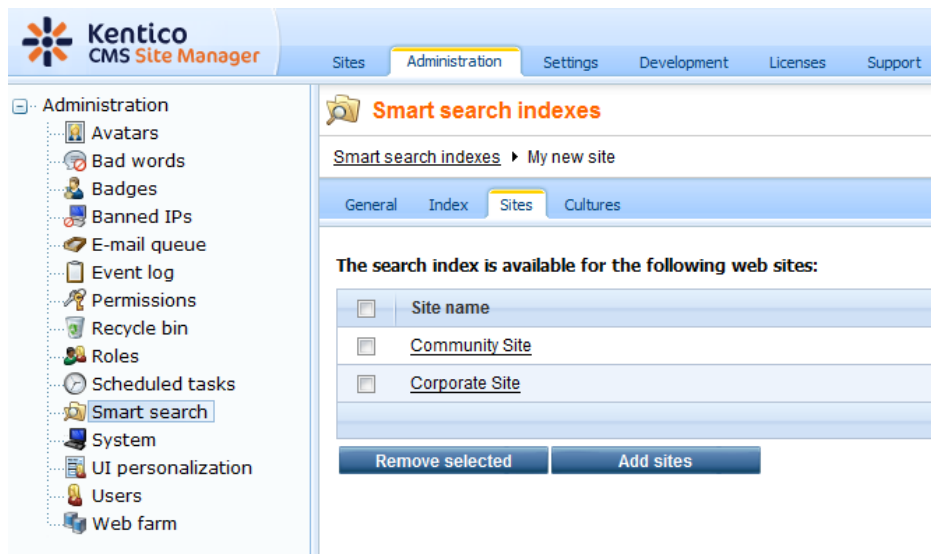 Kentico
CMS Site Manager
Sites Administration Settings Development Licenses Support
Administration
Avatars
Bad words
Badges
Banned IPs
E-mail queue
Event log
Permissions
Recycle bin
Roles
Scheduled tasks
Smart search
System
UI personalization
Users
Web farm
Smart search indexes
Smart search indexes My new site
General Index Sites Cultures
The search index is available for the following web sites:
Site name
Community Site
Corporate Site
Remove selected Add sites